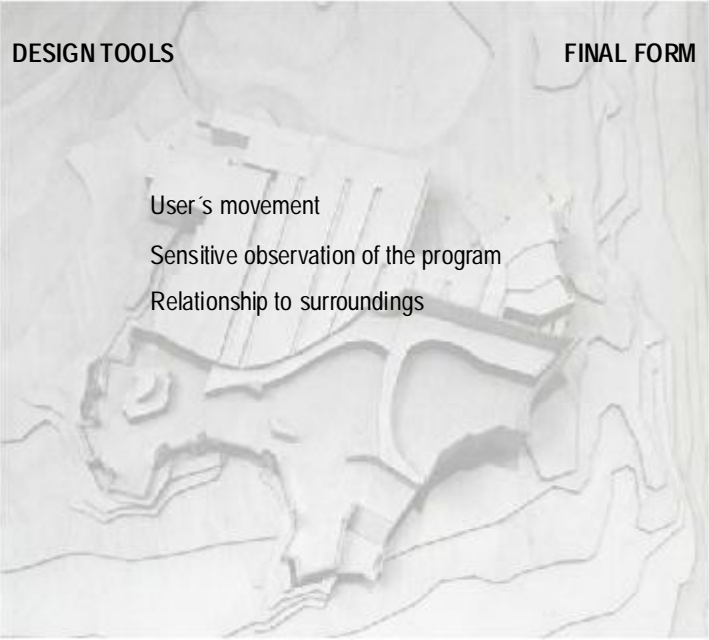 DESIGN TOOLS
FINAL FORM
User´s movement
Sensitive observation of the program
Relationship to surroundings